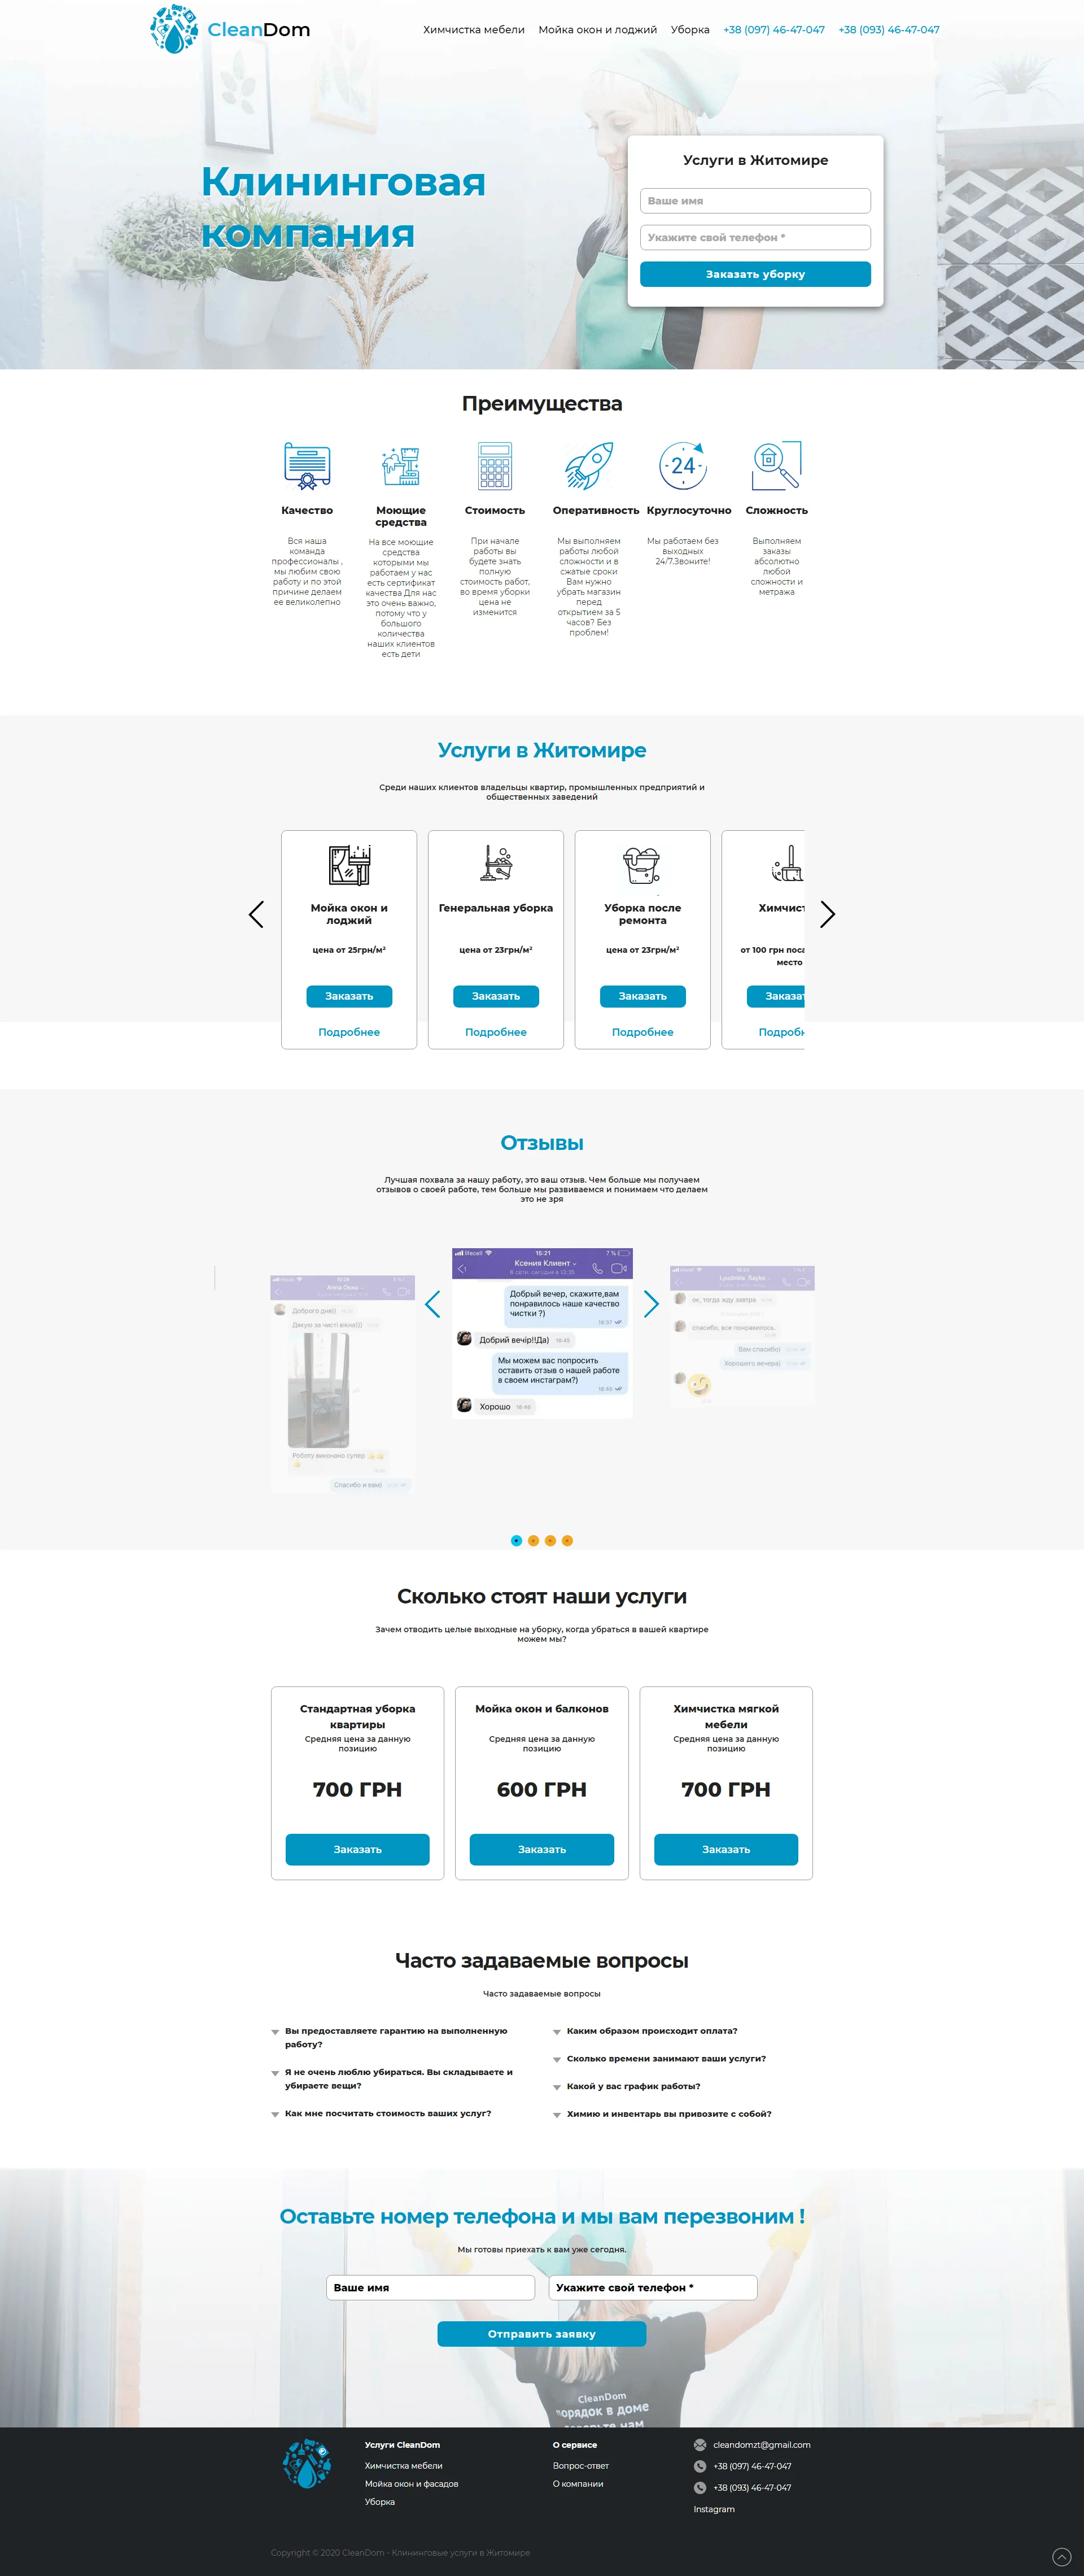 CleanDom
Химчистка мебели
Мойка окон и лоджий
Уборка
+38 (097) 46-47-047
+38 (093) 46-47-047
Клининговая
компания
Услуги в Житомире
Ваше имя
Укажите свой телефон *
Заказать уборку
Преимущества
Качество
Вся наша
команда
профессионалы ,
мы любим свою
работу и по этой
причине делаем
ее великолепно
Моющие
средства
На все моющие
средства
которыми мы
работаем у нас
есть сертификат
качества Для нас
это очень важно,
потому что у
большого
количества
наших клиентов
есть дети
Стоимость
При начале
работы вы
будете знать
полную
стоимость работ,
во время уборки
цена не
изменится
Оперативность
Мы выполняем
работы любой
сложности и в
сжатые сроки
Вам нужно
убрать магазин
перед
открытием за 5
часов? Без
проблем!
24
Круглосуточно
Мы работаем без
выходных
24/7.Звоните!
Сложность
Выполняем
заказы
абсолютно
любой
сложности и
метража
Услуги в Житомире
Среди наших клиентов владельцы квартир, промышленных предприятий и
общественных заведений
Мойка окон и
лоджий
цена от 25грн/м²
Заказать
Подробнее
Генеральная уборка
цена от 23грн/м²
Заказать
Подробнее
Уборка после
ремонта
цена от 23грн/м²
Заказать
Подробнее
Химчист
от 100 грн поса
место
Заказат
Подробн
Отзывы
Лучшая похвала за нашу работу, это ваш отзыв. Чем больше мы получаем
отзывов о своей работе, тем больше мы развиваемся и понимаем что делаем
это не зря
Доброго дня))
Дякую за чисті вікна)))
Роботу виконано супер
Спасибо и вам)
lifecell 15:21 7 %
Ксения Клиент
В сети: сегодня в 13:35
Добрый вечер, скажите,вам
понравилось наше качество
чистки ?)
16:37
Добрий вечір!!Да) 16:45
Мы можем вас попросить
оставить отзыв о нашей работе
в своем инстаграм?)
16:46
Хорошо 16:46
ок, тогда жду завтра
спасибо, все понравилось.
Вам спасибо)
Хорошего вечера)
Сколько стоят наши услуги
Зачем отводить целые выходные на уборку, когда убраться в вашей квартире
можем мы?
Стандартная уборка
квартиры
Средняя цена за данную
позицию
700 ГРН
Заказать
Мойка окон и балконов
Средняя цена за данную
позицию
600 ГРН
Заказать
Химчистка мягкой
мебели
Средняя цена за данную
позицию
700 ГРН
Заказать
Часто задаваемые вопросы
Часто задаваемые вопросы
Вы предоставляете гарантию на выполненную
работу?
Я не очень люблю убираться. Вы складываете и
убираете вещи?
Как мне посчитать стоимость ваших услуг?
Каким образом происходит оплата?
Сколько времени занимают ваши услуги?
Какой у вас график работы?
Химию и инвентарь вы привозите с собой?
Оставьте номер телефона и мы вам перезвоним !
Мы готовы приехать к вам уже сегодня.
Ваше имя
Укажите свой телефон *
Отправить заявку
CleanDom
орядок в доме
Услуги CleanDom
Химчистка мебели
Мойка окон и фасадов
Уборка
О сервисе
Вопрос-ответ
О компании
cleandomzt@gmail.com
+38 (097) 46-47-047
+38 (093) 46-47-047
Instagram
Copyright © 2020 CleanDom - Клининговые услуги в Житомире